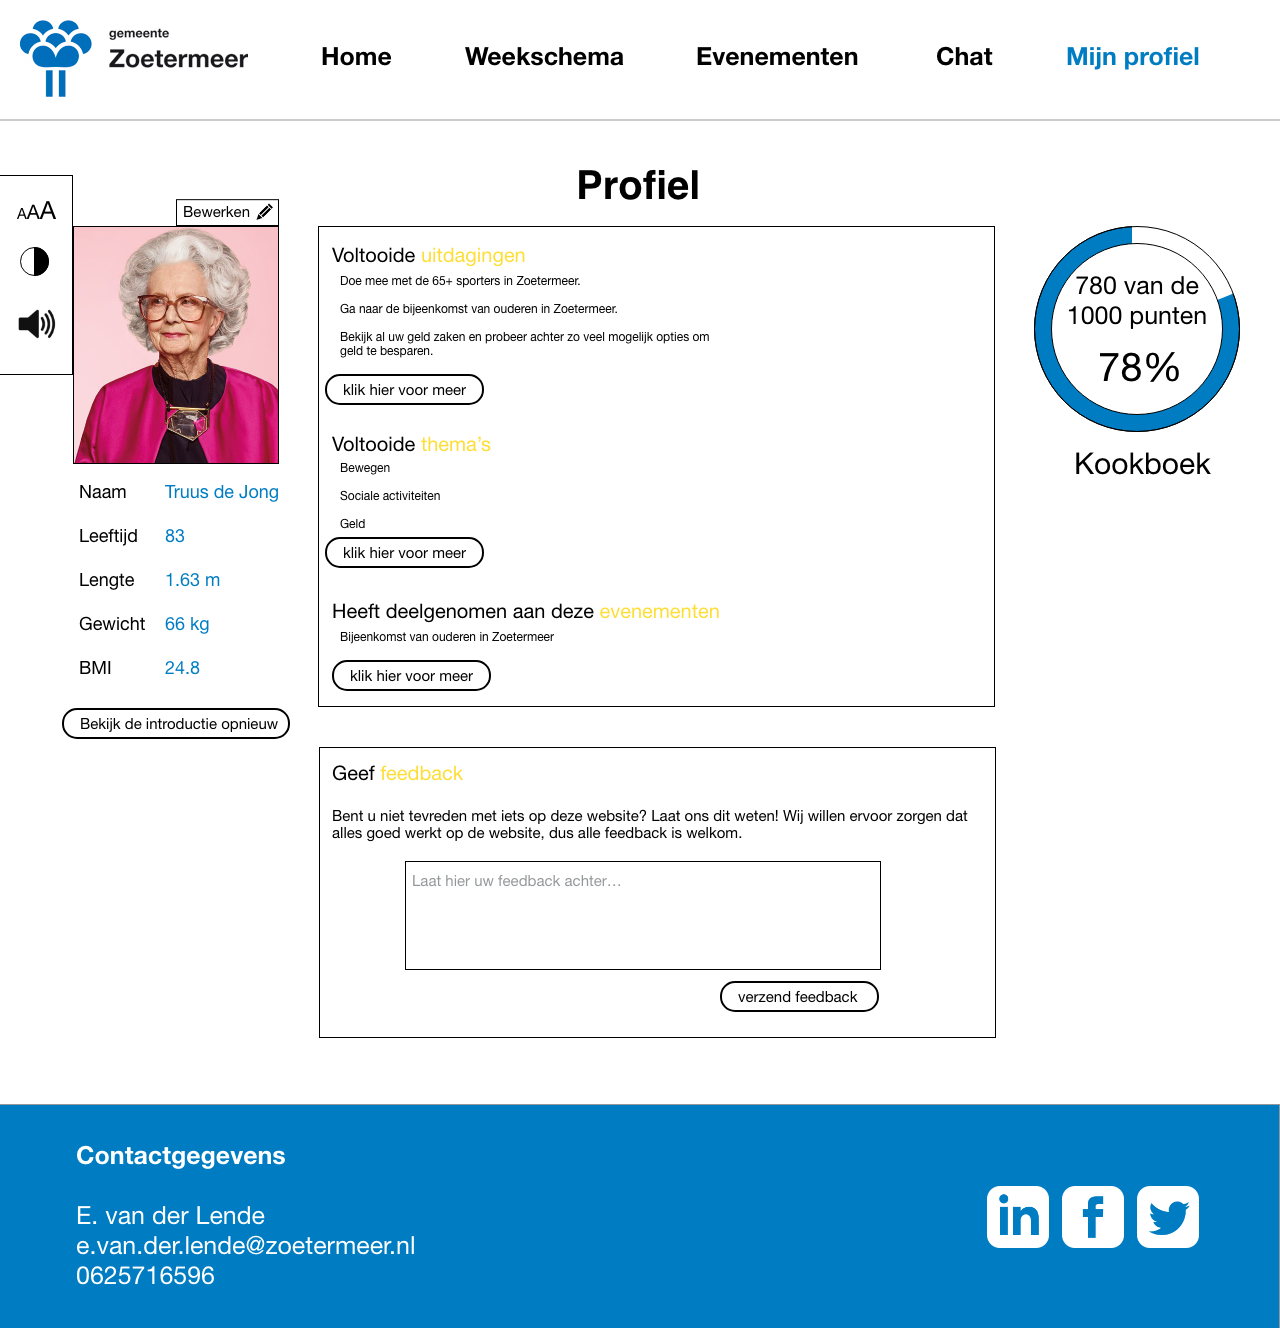 gemeente
Zoetermeer
Home
Weekschema
Evenementen
Chat
Mijn profiel
Profiel
AAA
Bewerken
Voltooide uitdagingen
Doe mee met de 65+ sporters in Zoetermeer.
Ga naar de bijeenkomst van ouderen in Zoetermeer.
Bekijk al uw geld zaken en probeer achter zo veel mogelijk opties om
geld te besparen.
klik hier voor meer
Voltooide thema's
Bewegen
Sociale activiteiten
Geld
klik hier voor meer
Heeft deelgenomen aan deze evenementen
Bijeenkomst van ouderen in Zoetermeer
klik hier voor meer
780 van de
1000 punten
78%
Kookboek
Naam Truus de Jong
Leeftijd 83
Lengte 1.63 m
Gewicht 66 kg
BMI 24.8
Bekijk de introductie opnieuw
Geef feedback
Bent u niet tevreden met iets op deze website? Laat ons dit weten! Wij willen ervoor zorgen dat
alles goed werkt op de website, dus alle feedback is welkom.
Laat hier uw feedback achter…
verzend feedback
Contactgegevens
E. van der Lende
e.van.der.lende@zoetermeer.nl
0625716596
in
f